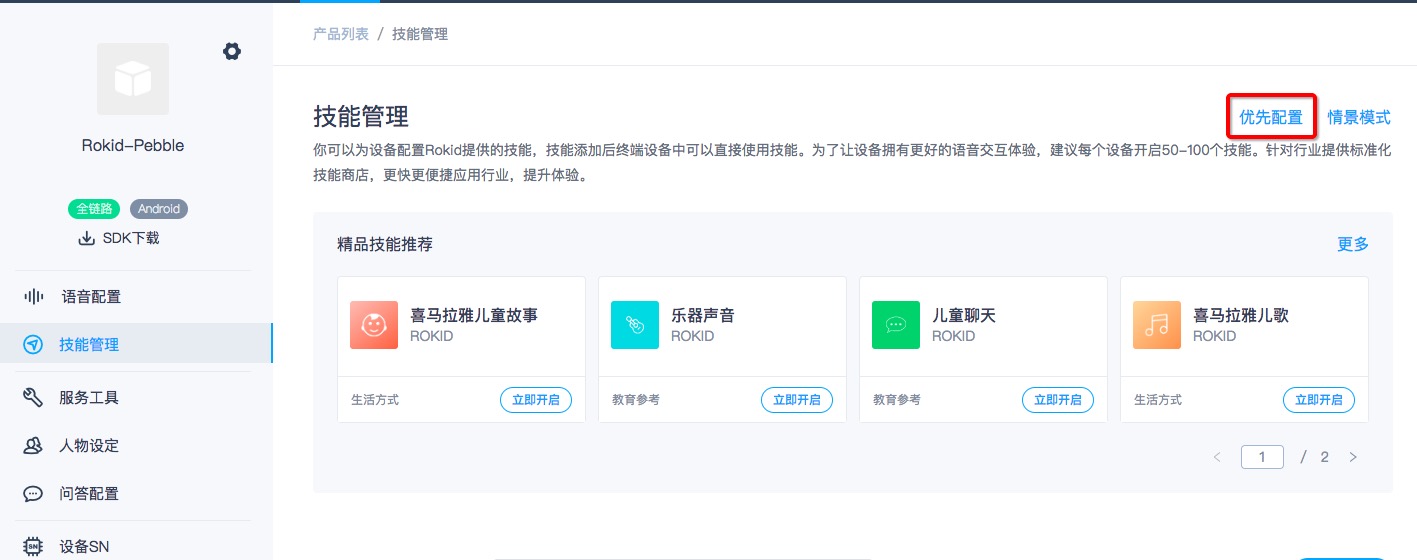 产品列表 / 技能管理
Rokid-Pebble
全链路 Android
SDK下载
语音配置
技能管理
服务工具
人物设定
问答配置
设备SN
技能管理
优先配置 情景模式
你可以为设备配置Rokid提供的技能，技能添加后终端设备中可以直接使用技能。为了让设备拥有更好的语音交互体验，建议每个设备开启50-100个技能。针对行业提供标准化
技能商店，更快更便捷应用行业，提升体验。
精品技能推荐 更多
喜马拉雅儿童故事
ROKID
生活方式 立即开启
乐器声音
ROKID
教育参考 立即开启
儿童聊天
ROKID
教育参考 立即开启
喜马拉雅儿歌
ROKID
生活方式 立即开启
< 1 / 2 >